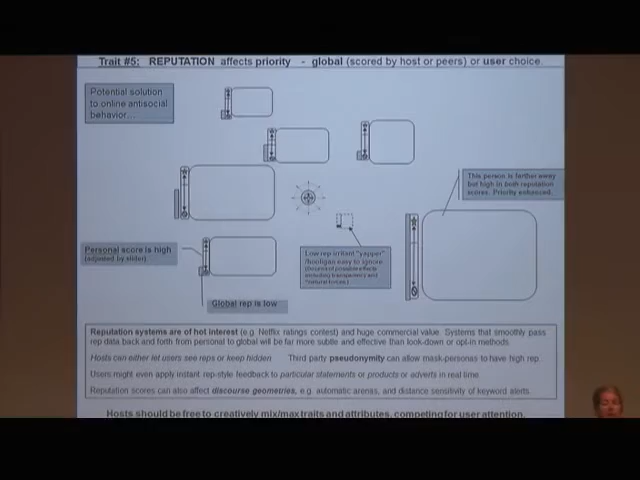 Trait #5: REPUTATION affects priority - global (scored by host or peers) or user choice.
Potential solution
to online antisocial
behavior...
This person is farther away
but high in both reputation
scores. Priority enhanced.
Personal score is high
(adjusted by slider)
Low rep instant "yapper"
/hooligan easy to ignore
including transparency and
Global rep is low
Reputation systems are of hot interest (e.g. Netflix ratings contest) and huge commercial value. Systems that smoothly pass
rep data back and forth from personal to global will be far more subtle and effective than lock-down or opt-in methods.
Hosts can either let users see reps or keep hidden Third party pseudonymity can allow mask-personas to have high rep.
Users might even apply instant rep-style feedback to particular statements or products or adverts in real time
Reputation scores can also affect discourse geometries, e.g. automatic arenas, and distance sensitivity of keyword alerts
Hosts should be free to creatively mix/max traits and attributes, competing for user attention.